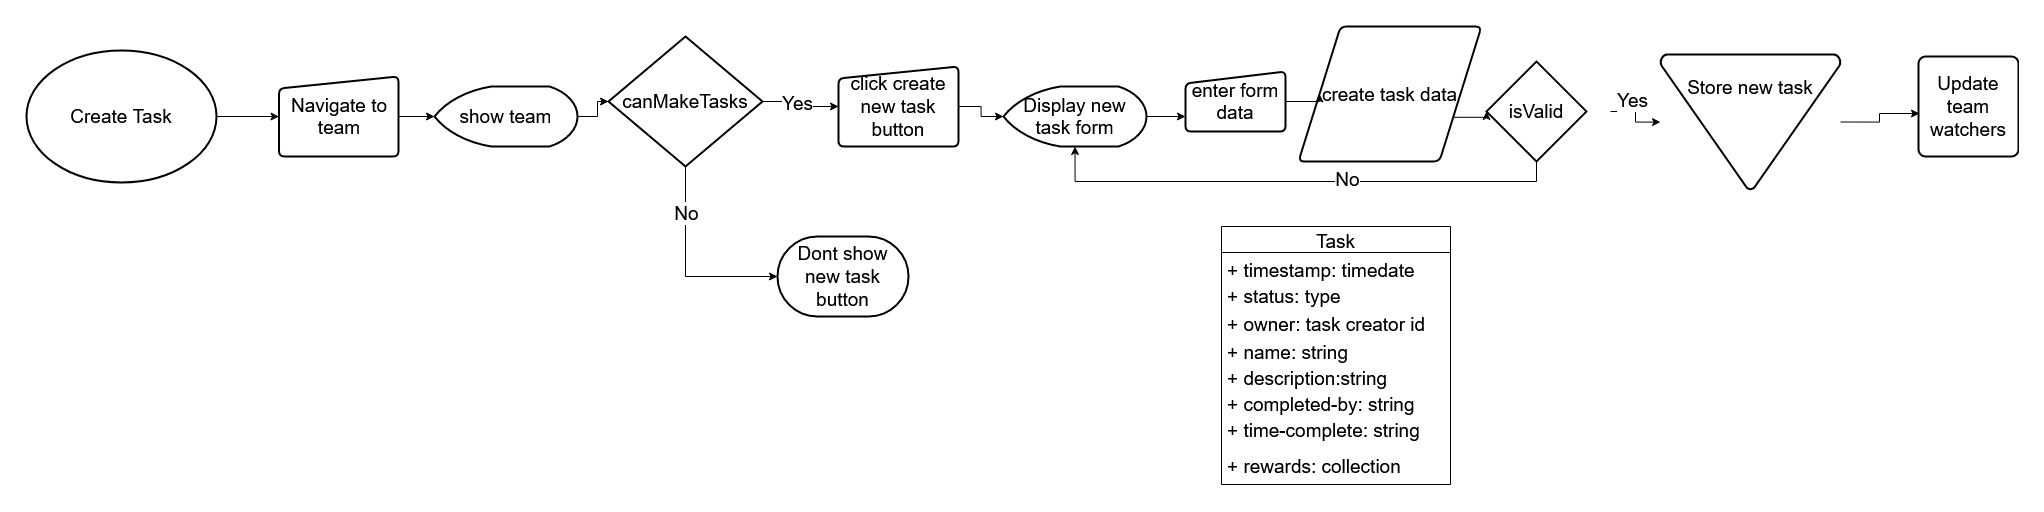 Create Task
Navigate to
team
show team
canMakeTasks
Yes
click create
new task
button
Display new
task form
enter form
data
create task data
isValid
Yes
Store new task
Update
team
watchers
No
No
Dont show
new task
button
Task
+ timestamp: timedate
+ status: type
+ owner: task creator id
+ name: string
+ description:string
+ completed-by: string
+ time-complete: string
+ rewards: collection